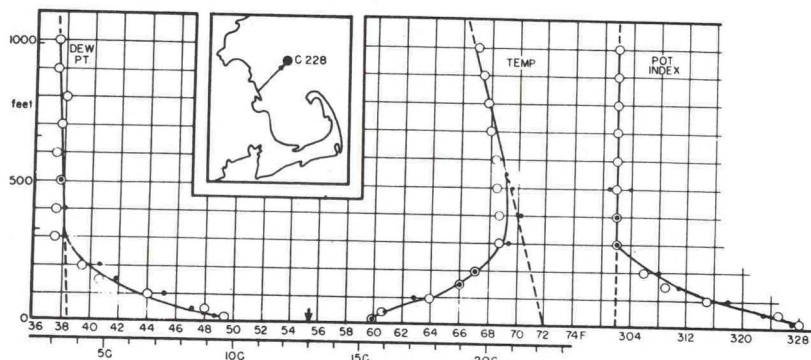 1000
DEW
PT
C 228
TEMP
POT
INDEX
feet
500
0
36 38 40 42 44 46 48 50 52 54 56 58 60 62 64 66 68 70 72 74F 304 312 320 328
5C 10C 15C 20C